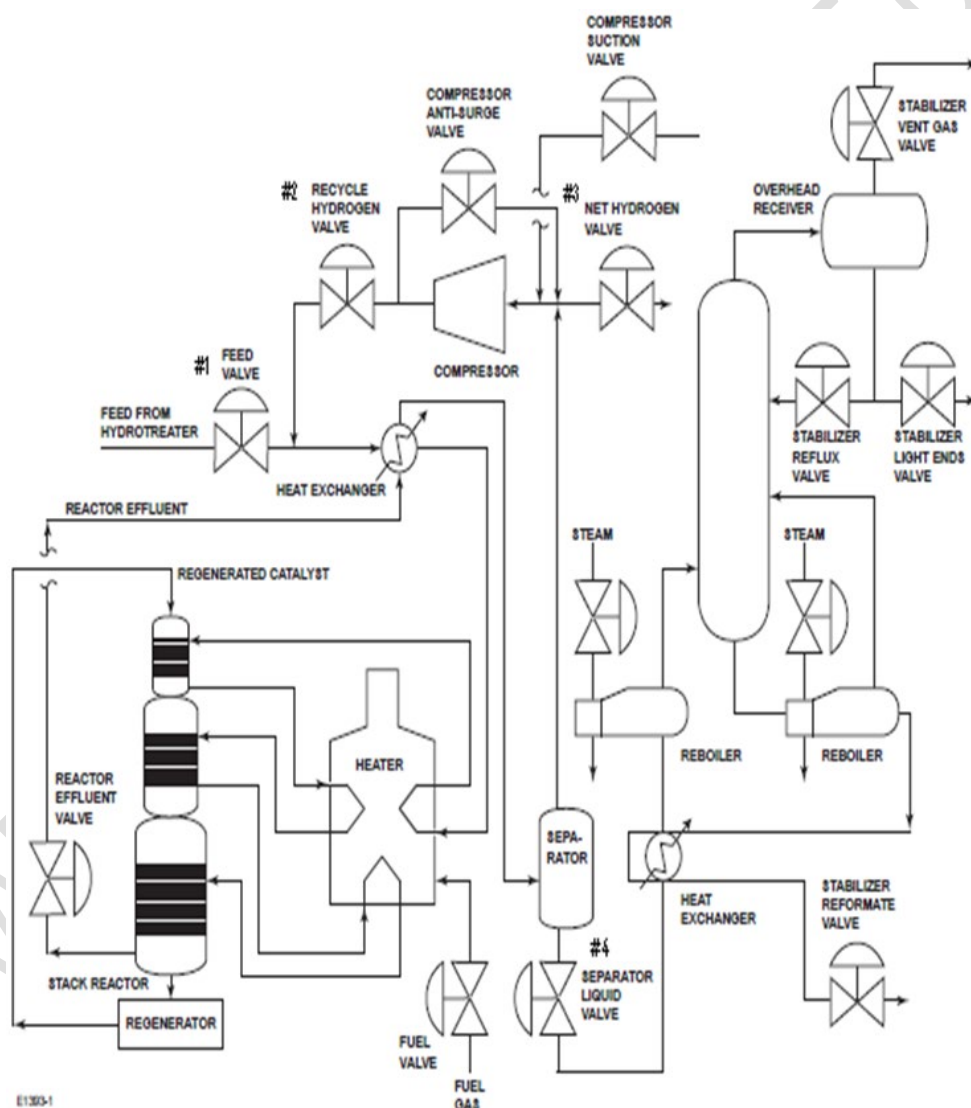 COMPRESSOR
SUCTION
VALVE
COMPRESSOR
ANTI-SURGE
VALVE
STABILIZER
VENT GAS
VALVE
RECYCLE
HYDROGEN
VALVE
NET HYDROGEN
VALVE
OVERHEAD
RECEIVER
#1
FEED
VALVE
COMPRESSOR
FEED FROM
HYDROTREATER
HEAT EXCHANGER
STABILIZER
REFLUX
VALVE
STABILIZER
LIGHT ENDS
VALVE
REACTOR EFFLUENT
STEAM
STEAM
REGENERATED CATALYST
REBOILER
REBOILER
HEATER
REACTOR
EFFLUENT
VALVE
SEPA-
RATOR
HEAT
EXCHANGER
STABILIZER
REFORMATE
VALVE
#4
SEPARATOR
LIQUID
VALVE
STACK REACTOR
REGENERATOR
FUEL
VALVE
FUEL
GAS
E1393-1